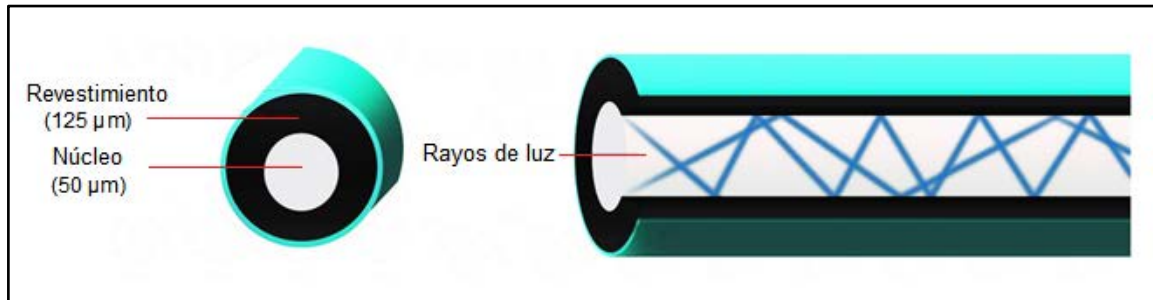 Revestimiento
(125 µm)
Núcleo
(50 µm)
Rayos de luz